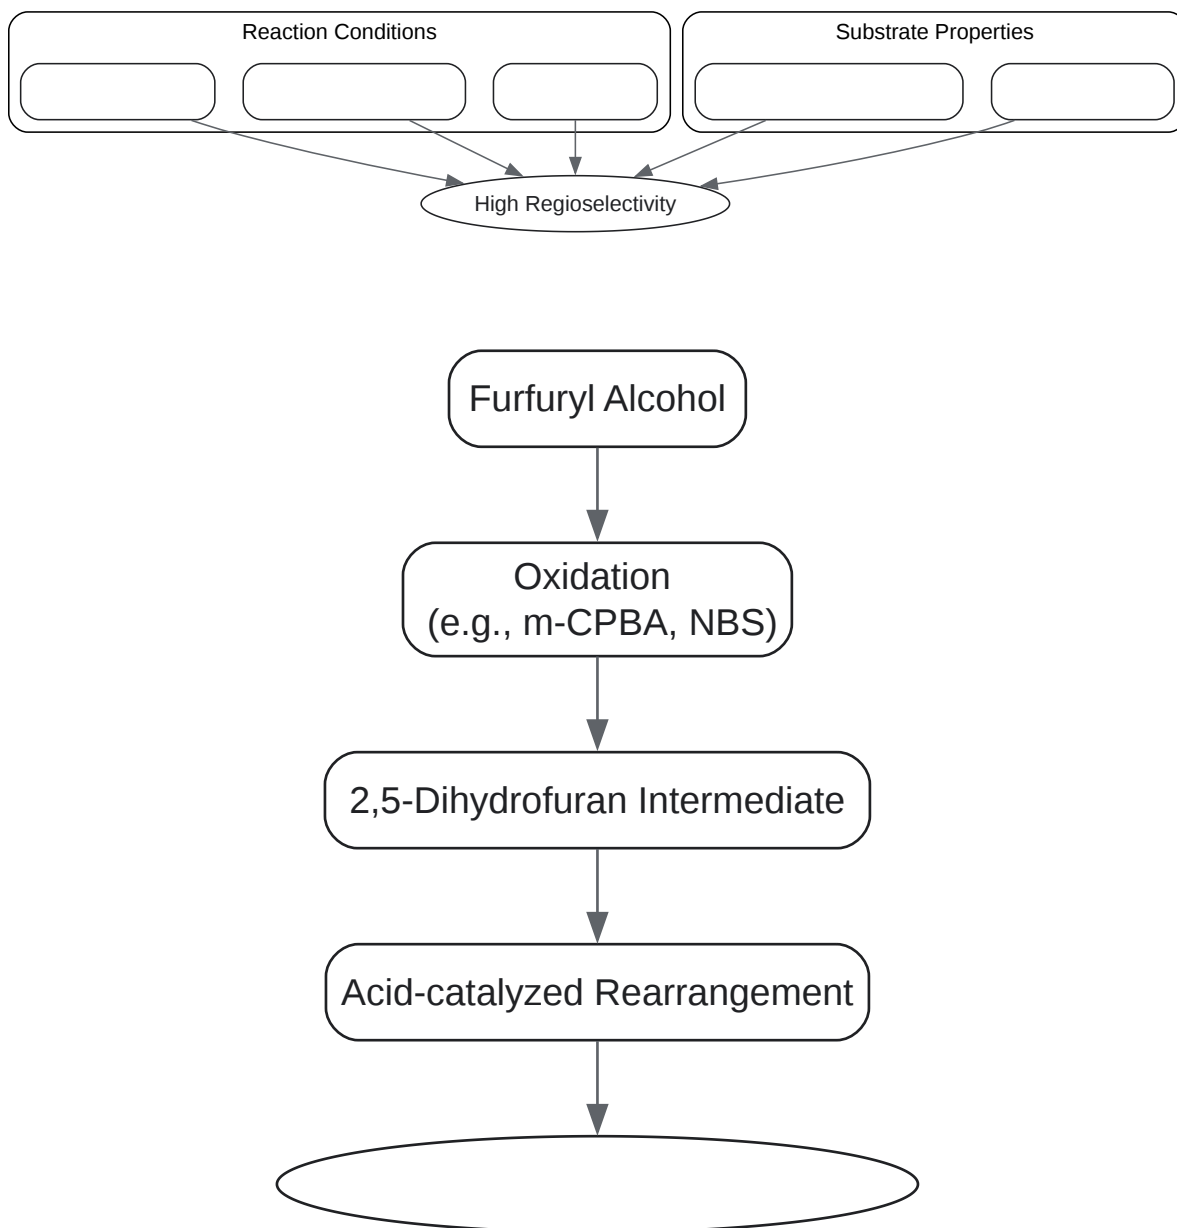 Reaction Conditions
Substrate Properties
High Regioselectivity
Furfuryl Alcohol
Oxidation
(e.g., m-CPBA, NBS)
2,5-Dihydrofuran Intermediate
Acid-catalyzed Rearrangement